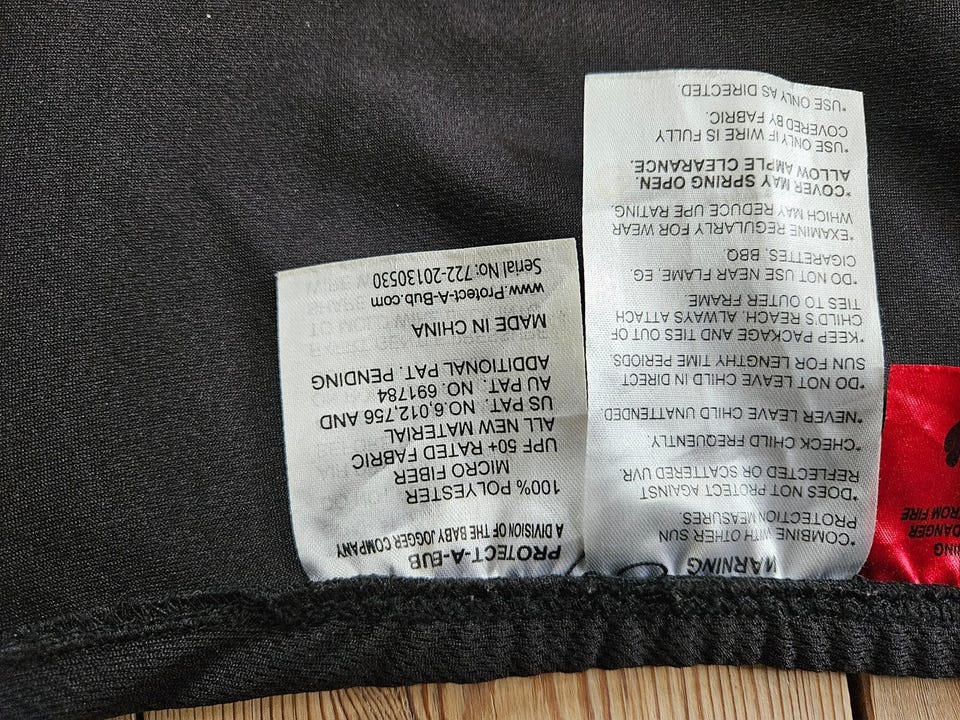 DANGER
FROM FIRE
WARNING
*COMBINE WITH OTHER SUN
PROTECTION MEASURES
*DOES NOT PROTECT AGAINST
REFLECTED OR SCATTERED UVR.
*CHECK CHILD FREQUENTLY.
*NEVER LEAVE CHILD UNATTENDED.
*DO NOT LEAVE CHILD IN DIRECT
SUN FOR LENGTHY TIME PERIODS.
*KEEP PACKAGE AND TIES OUT OF
CHILD'S REACH. ALWAYS ATTACH
TIES TO OUTER FRAME.
*DO NOT USE NEAR FLAME, EG.
CIGARETTES, BBQ.
*EXAMINE REGULARLY FOR WEAR
WHICH MAY REDUCE UPE RATING.
*COVER MAY SPRING OPEN.
ALLOW AMPLE CLEARANCE.
*USE ONLY IF WIRE IS FULLY
COVERED BY FABRIC.
*USE ONLY AS DIRECTED.
PROTECT-A-BUB
A DIVISION OF THE BABY JOGGER COMPANY
100% POLYESTER
MICRO FIBER
UPF 50+ RATED FABRIC
ALL NEW MATERIAL
US PAT. NO.6,012,756 AND
AU PAT. NO. 691784
ADDITIONAL PAT. PENDING
MADE IN CHINA
www.Protect-A-Bub.com
Serial No: 722-20130530